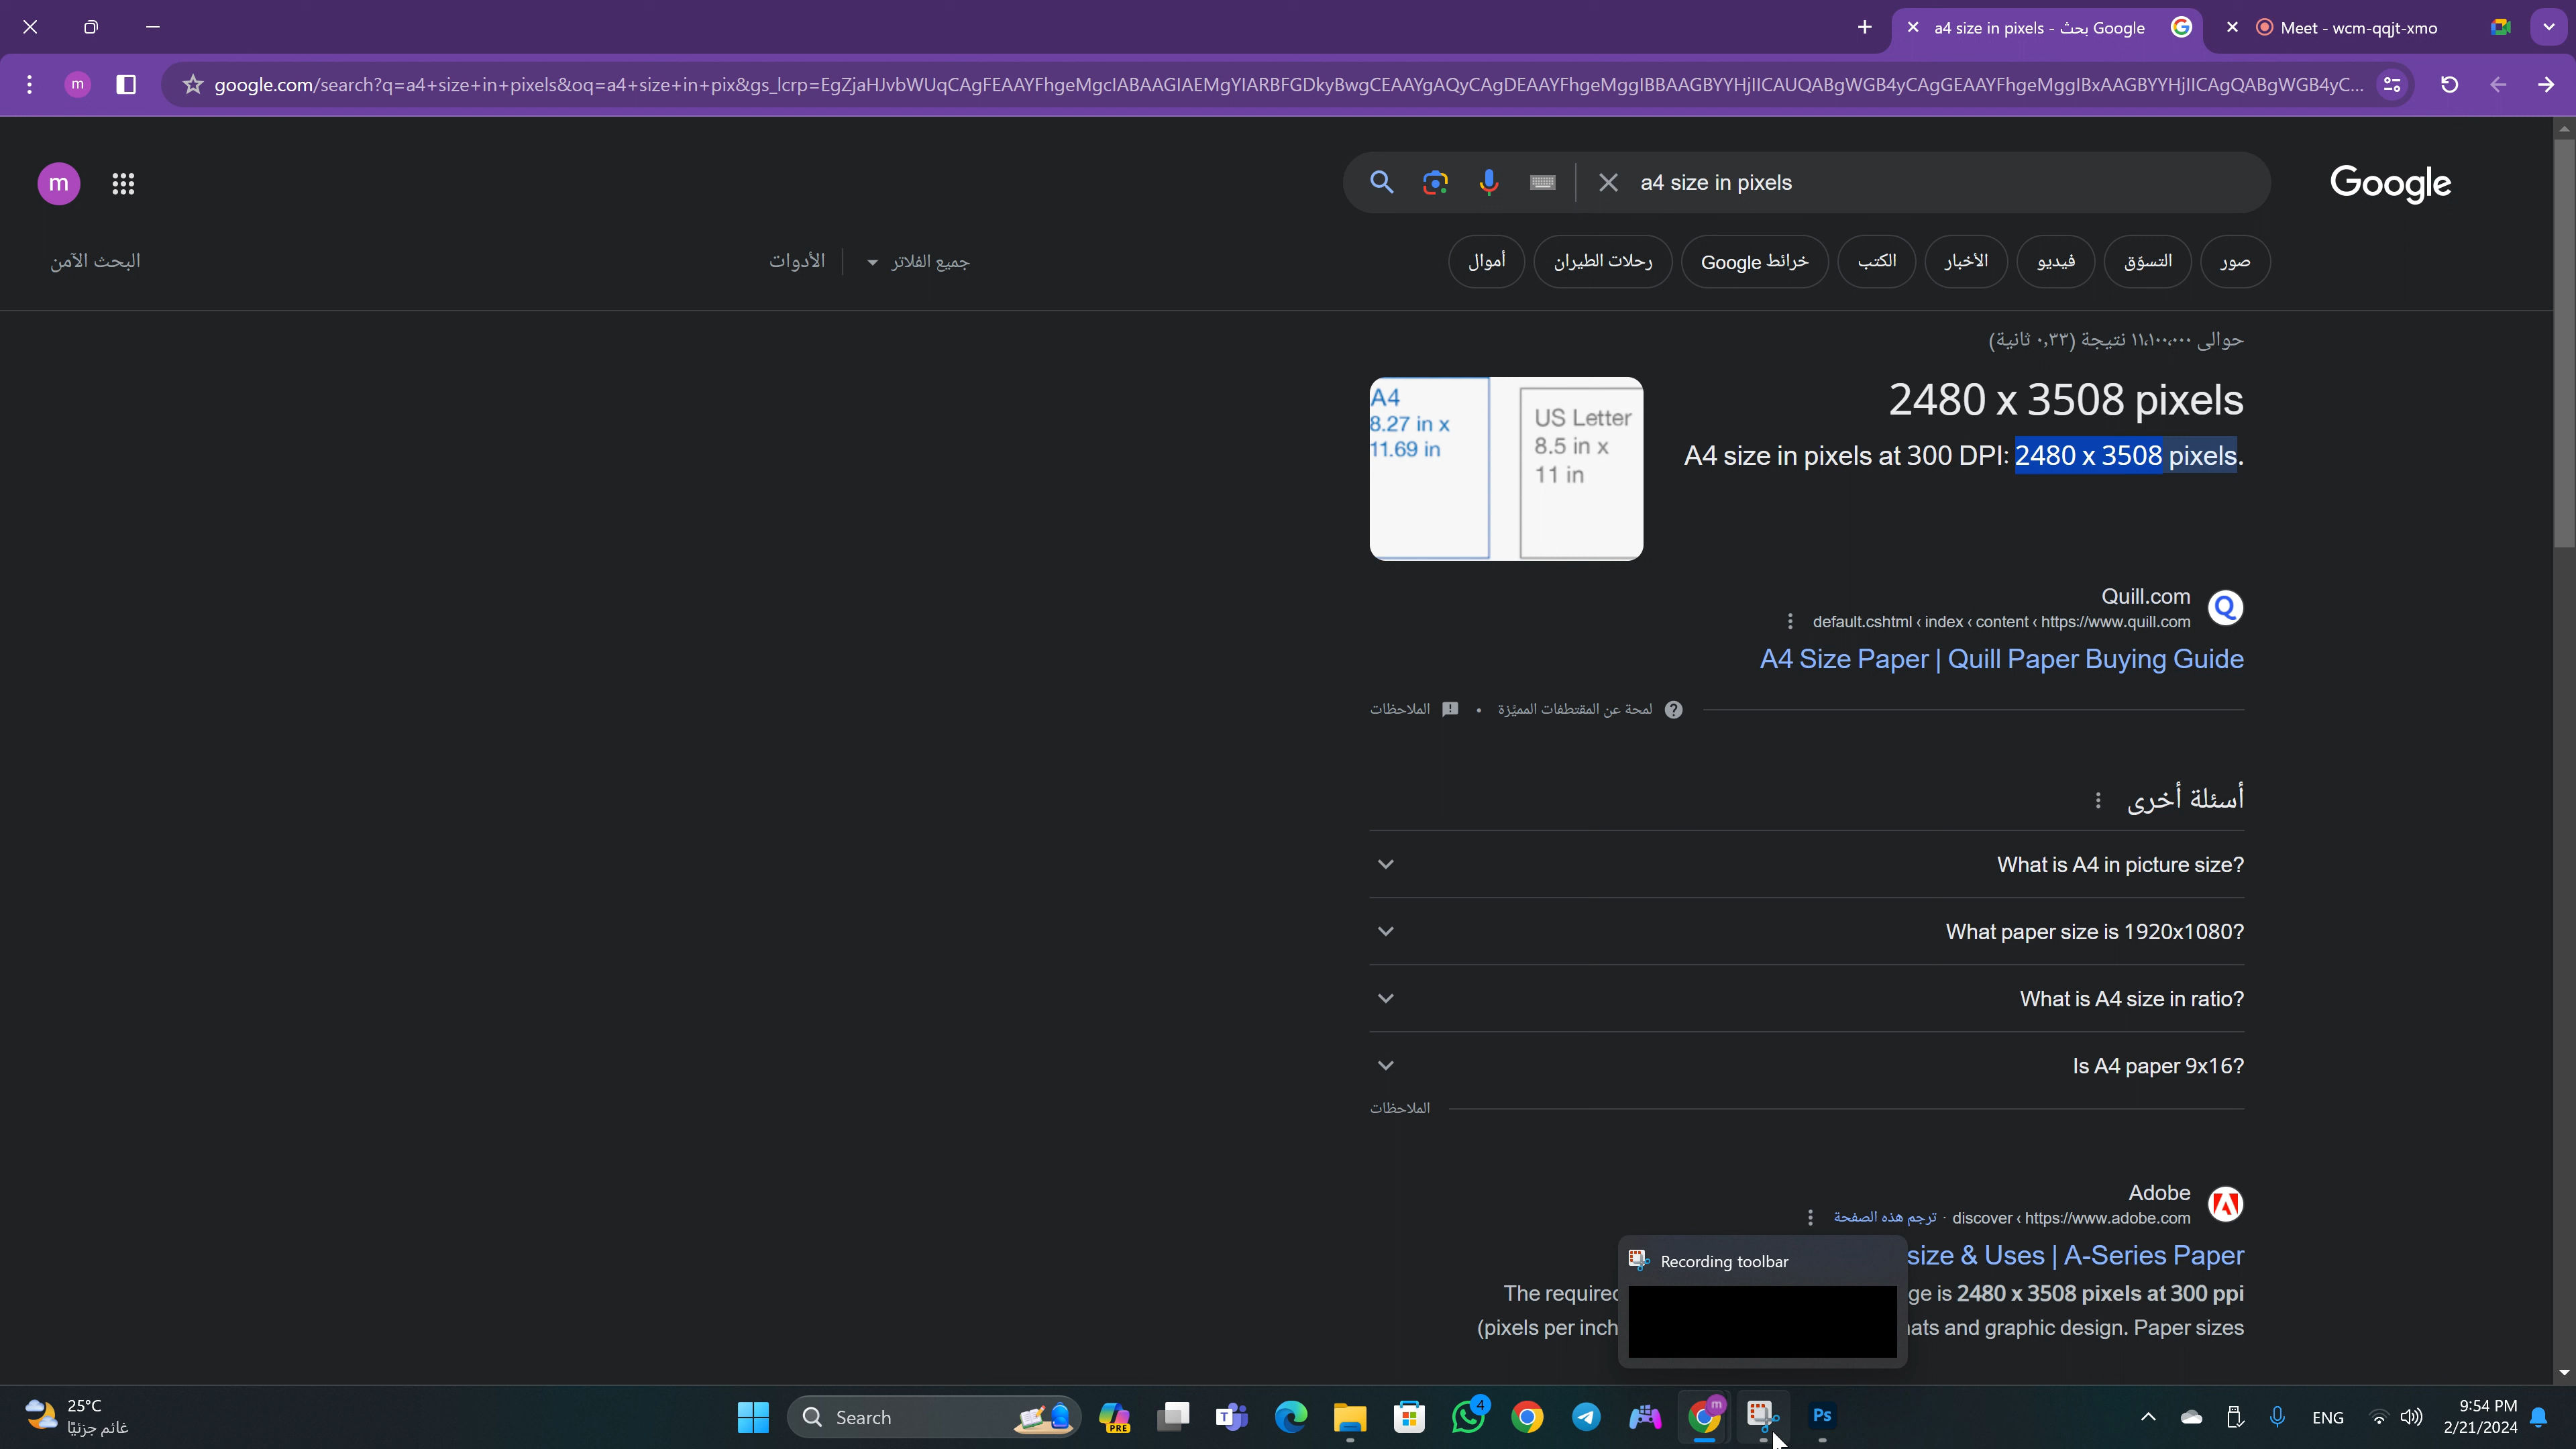 a4 size in pixels - بحث Google
Meet - wcm-qqjt-xmo
m
google.com/search?q=a4+size+in+pixels&oq=a4+size+in+pix&gs_lcrp=EgZjaHJvbWUqCAgFEAAYFhgeMgcIABAAGIAEMgYIARBFGDkyBwgCEAAYgAQyCAgDEAAYFhgeMggIBBAAGBYYHjIICAUQABgWGB4yCAgGEAAYFhgeMggIBxAAGBYYHjIICAgQABgWGB4yC...
Google
a4 size in pixels
m
صور
التسوّق
فيديو
الأخبار
الكتب
خرائط Google
رحلات الطيران
أموال
جميع الفلاتر
الأدوات
البحث الآمن
حوالى ١١,١٠٠,٠٠٠ نتيجة (٠,٣٣ ثانية)
2480 x 3508 pixels
A4 size in pixels at 300 DPI: 2480 x 3508 pixels.
A4
8.27 in x
11.69 in
US Letter
8.5 in x
11 in
Quill.com
default.cshtml ‹ index ‹ content ‹ https://www.quill.com
A4 Size Paper | Quill Paper Buying Guide
لمحة عن المقتطفات المميَّزة • الملاحظات
أسئلة أخرى
What is A4 in picture size?
What paper size is 1920x1080?
What is A4 size in ratio?
Is A4 paper 9x16?
الملاحظات
Adobe
discover ‹ https://www.adobe.com · ترجم هذه الصفحة
size & Uses | A-Series Paper
The required
ge is 2480 x 3508 pixels at 300 ppi
(pixels per inch
ats and graphic design. Paper sizes
Recording toolbar
25°C
غائم جزئيًا
Search
PRE
4
m
Ps
ENG
9:54 PM
2/21/2024